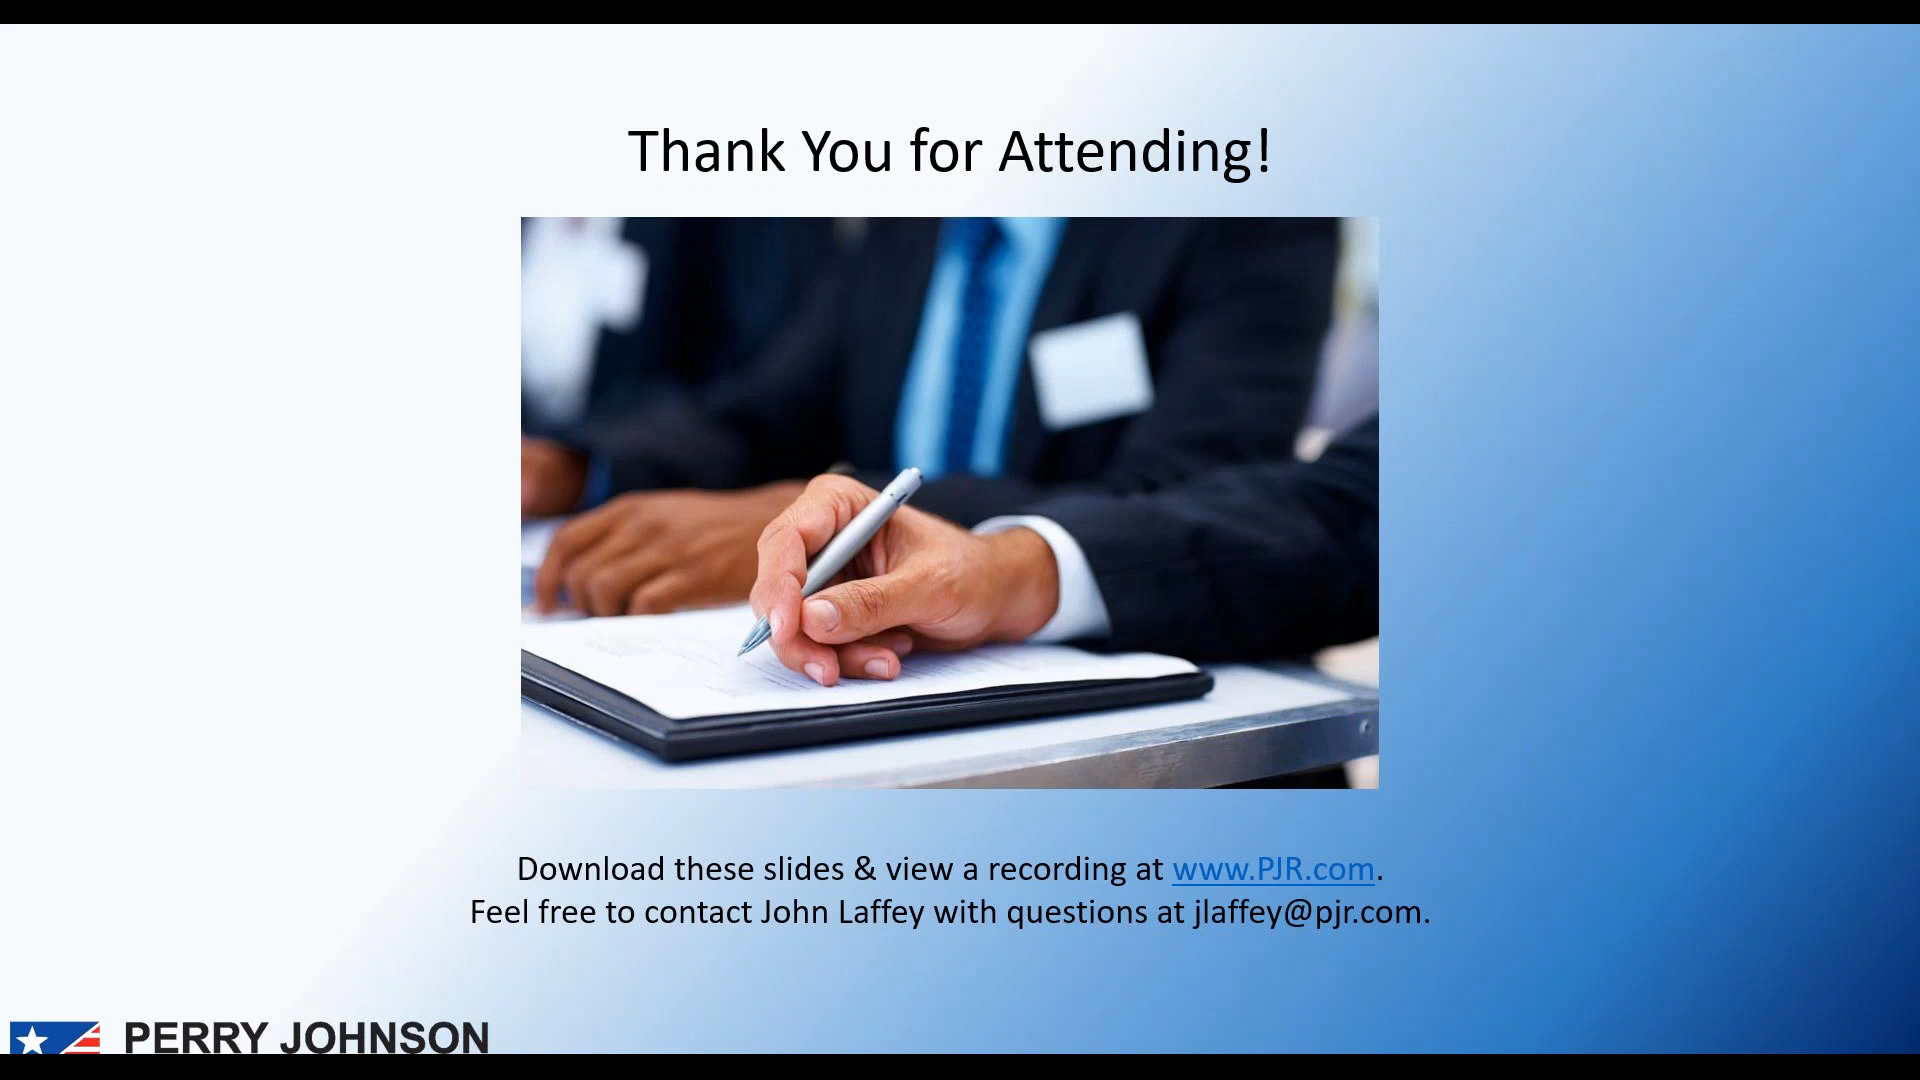 Thank You for Attending!
Download these slides & view a recording at www.PJR.com.
Feel free to contact John Laffey with questions at jlaffey@pjr.com.
PERRY JOHNSON